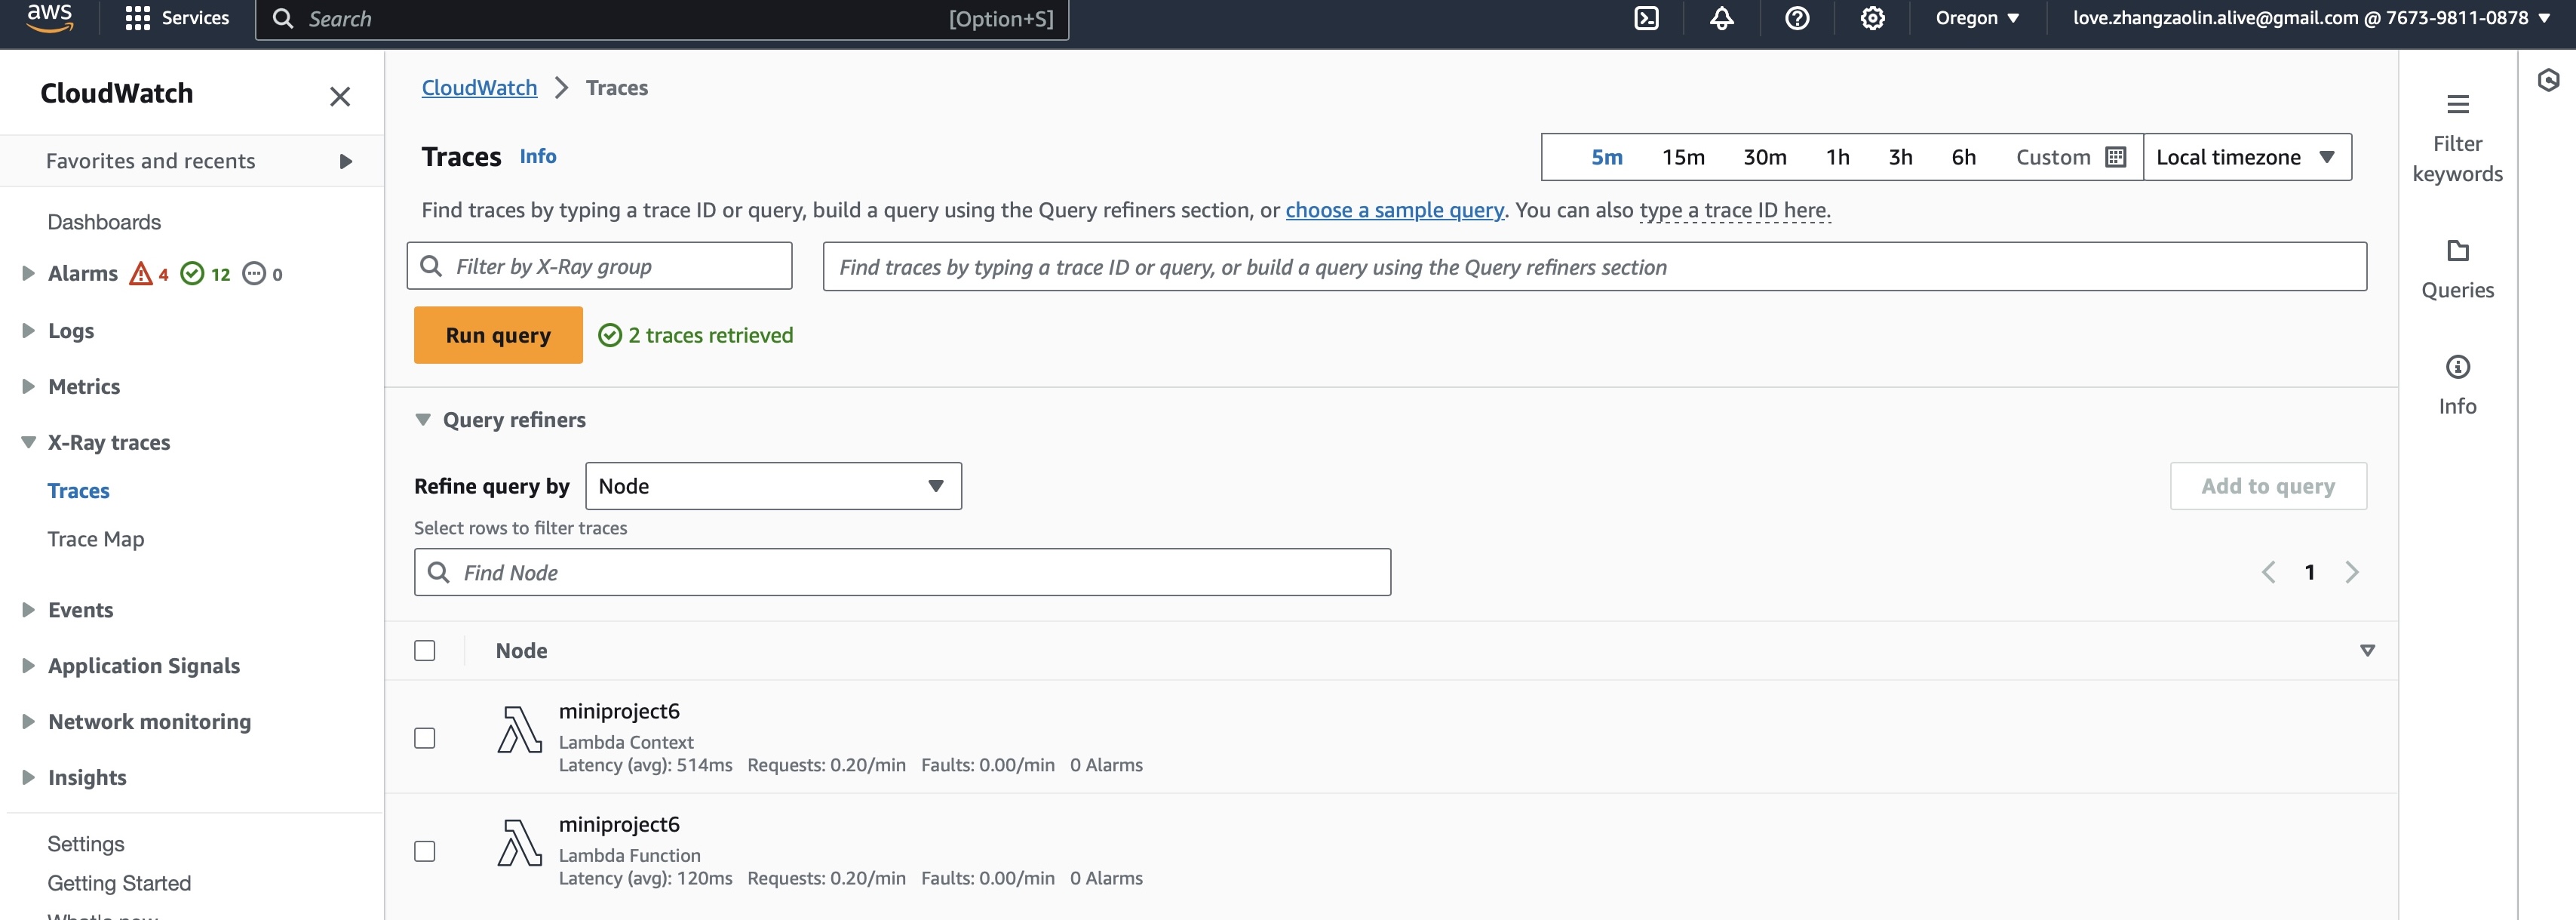 aws
Services
Search [Option+S]
Oregon
love.zhangzaolin.alive@gmail.com @ 7673-9811-0878
CloudWatch
Favorites and recents
Dashboards
Alarms 4 12 0
Logs
Metrics
X-Ray traces
Traces
Trace Map
Events
Application Signals
Network monitoring
Insights
Settings
Getting Started
What's new
CloudWatch Traces
Traces Info
5m 15m 30m 1h 3h 6h Custom Local timezone
Find traces by typing a trace ID or query, build a query using the Query refiners section, or choose a sample query. You can also type a trace ID here.
Filter by X-Ray group
Find traces by typing a trace ID or query, or build a query using the Query refiners section
Run query 2 traces retrieved
Query refiners
Refine query by Node Add to query
Select rows to filter traces
Find Node 1
Node
miniproject6
Lambda Context
Latency (avg): 514ms Requests: 0.20/min Faults: 0.00/min 0 Alarms
miniproject6
Lambda Function
Latency (avg): 120ms Requests: 0.20/min Faults: 0.00/min 0 Alarms
Filter
keywords
Queries
Info